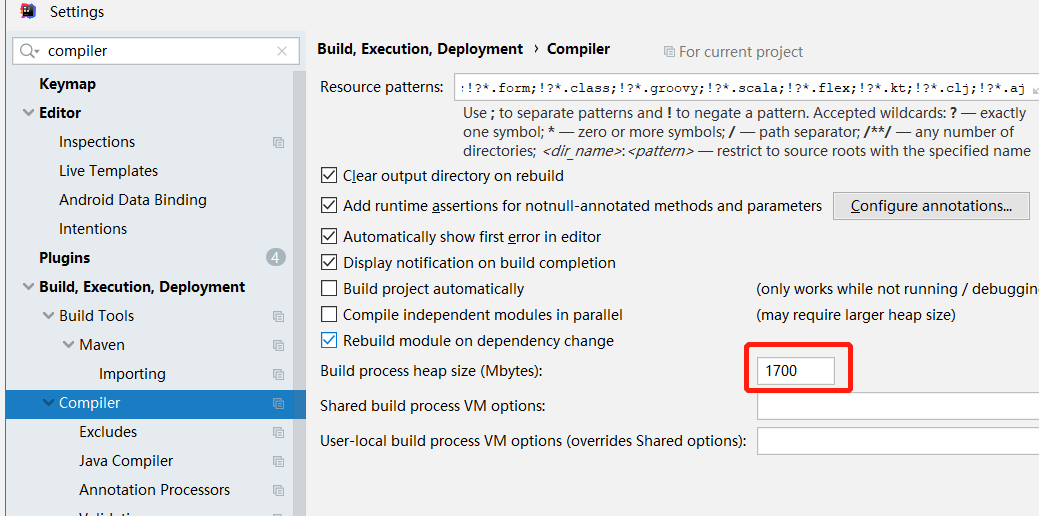 Settings
compiler
Keymap
Editor
Inspections
Live Templates
Android Data Binding
Intentions
Plugins
4
Build, Execution, Deployment
Build Tools
Maven
Importing
Compiler
Excludes
Java Compiler
Annotation Processors
Build, Execution, Deployment › Compiler
For current project
Resource patterns:
!?*.form;!?*.class;!?*.groovy;!?*.scala;!?*.flex;!?*.kt;!?*.clj;!?*.aj
Use ; to separate patterns and ! to negate a pattern. Accepted wildcards: ? — exactly
one symbol; * — zero or more symbols; / — path separator; /**/ — any number of
directories; <dir_name>:<pattern> — restrict to source roots with the specified name
Clear output directory on rebuild
Add runtime assertions for notnull-annotated methods and parameters
Configure annotations...
Automatically show first error in editor
Display notification on build completion
Build project automatically
(only works while not running / debugging
Compile independent modules in parallel
(may require larger heap size)
Rebuild module on dependency change
Build process heap size (Mbytes):
1700
Shared build process VM options:
User-local build process VM options (overrides Shared options):